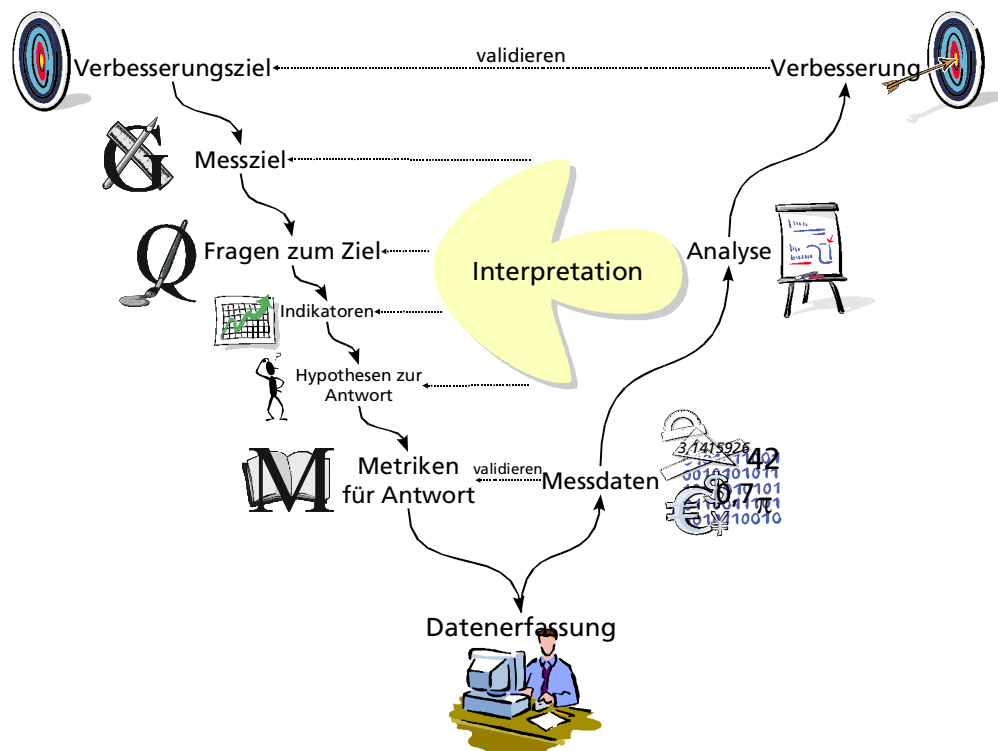 Verbesserungsziel
validieren
Verbesserung
G
Messziel
Q
Fragen zum Ziel
Interpretation
Analyse
Indikatoren
?
Hypothesen zur
Antwort
M
Metriken
für Antwort
validieren
Messdaten
3,1415926
42
0010101011
π
€
$
¥
Datenerfassung